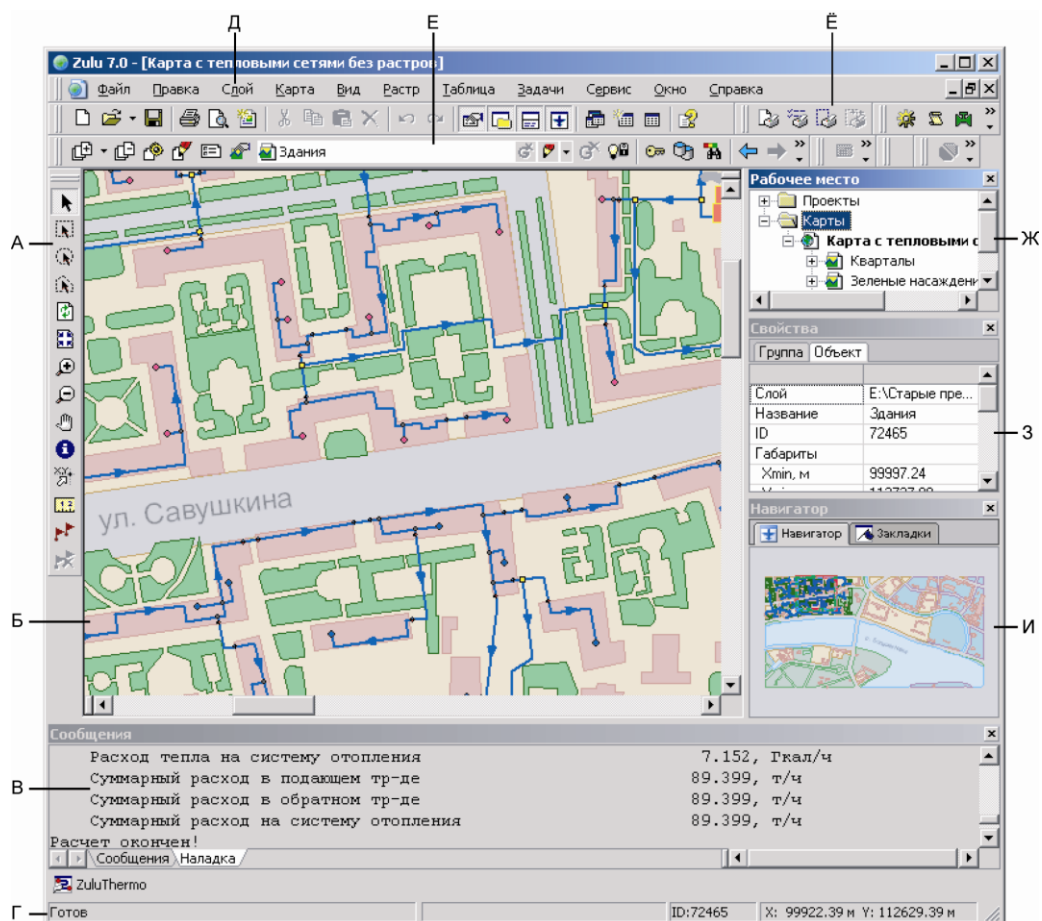 Д Е Ё
Zulu 7.0 - [Карта с тепловыми сетями без растров]
Файл Правка Слой Карта Вид Растр Таблица Задачи Сервис Окно Справка
Здания
А
Рабочее место
Проекты
Карты
Карта с тепловыми с
Кварталы
Зеленые насажден
Ж
Свойства
Группа Объект
Слой E:\Старые пре...
Название Здания
ID 72465
Габариты
Xmin, м 99997.24
З
Навигатор
Навигатор Закладки
И
ул. Савушкина
Б
Сообщения
Расход тепла на систему отопления 7.152, Гкал/ч
Суммарный расход в подающем тр-де 89.399, т/ч
Суммарный расход в обратном тр-де 89.399, т/ч
Суммарный расход на систему отопления 89.399, т/ч
Расчет окончен!
В
Сообщения Наладка
ZuluThermo
Г
Готов ID:72465 X: 99922.39 м Y: 112629.39 м